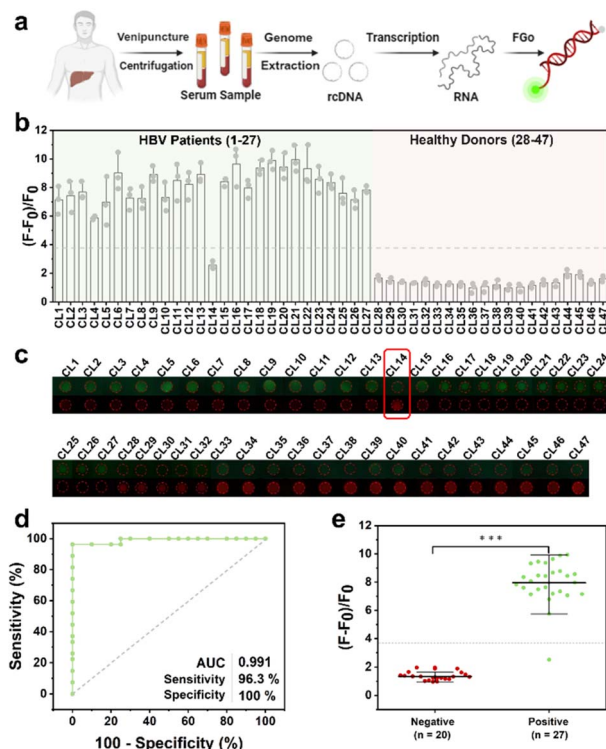 a
Venipuncture
Centrifugation
Serum Sample
Genome
Extraction
rcDNA
Transcription
RNA
FGo
b
HBV Patients (1-27)
Healthy Donors (28-47)
(F-F0)/F0
12
10
8
6
4
2
0
CL1 CL2 CL3 CL4 CL5 CL6 CL7 CL8 CL9 CL10 CL11 CL12 CL13 CL14 CL15 CL16 CL17 CL18 CL19 CL20 CL21 CL22 CL23 CL24 CL25 CL26 CL27 CL28 CL29 CL30 CL31 CL32 CL33 CL34 CL35 CL36 CL37 CL38 CL39 CL40 CL41 CL42 CL43 CL44 CL45 CL46 CL47
c
CL1 CL2 CL3 CL4 CL5 CL6 CL7 CL8 CL9 CL10 CL11 CL12 CL13 CL14 CL15 CL16 CL17 CL18 CL19 CL20 CL21 CL22 CL23 CL24
CL25 CL26 CL27 CL28 CL29 CL30 CL31 CL32 CL33 CL34 CL35 CL36 CL37 CL38 CL39 CL40 CL41 CL42 CL43 CL44 CL45 CL46 CL47
d
Sensitivity (%)
100
80
60
40
20
0
AUC 0.991
Sensitivity 96.3 %
Specificity 100 %
0 20 40 60 80 100
100 - Specificity (%)
e
(F-F0)/F0
12
10
8
6
4
2
0
***
Negative
(n = 20)
Positive
(n = 27)